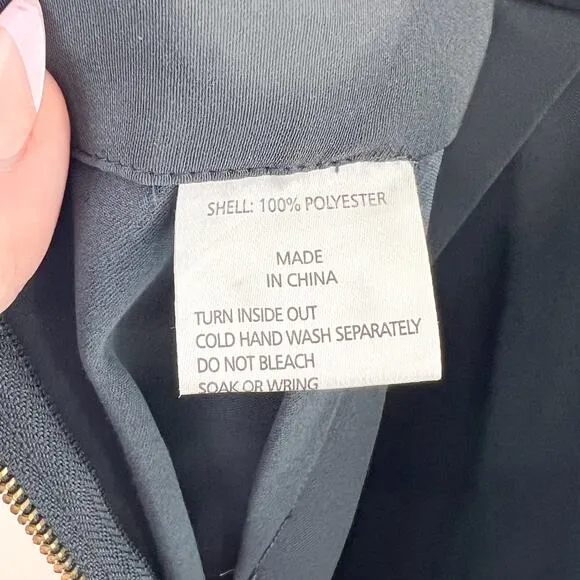 SHELL: 100% POLYESTER
MADE
IN CHINA
TURN INSIDE OUT
COLD HAND WASH SEPARATELY
DO NOT BLEACH
SOAK OR WRING